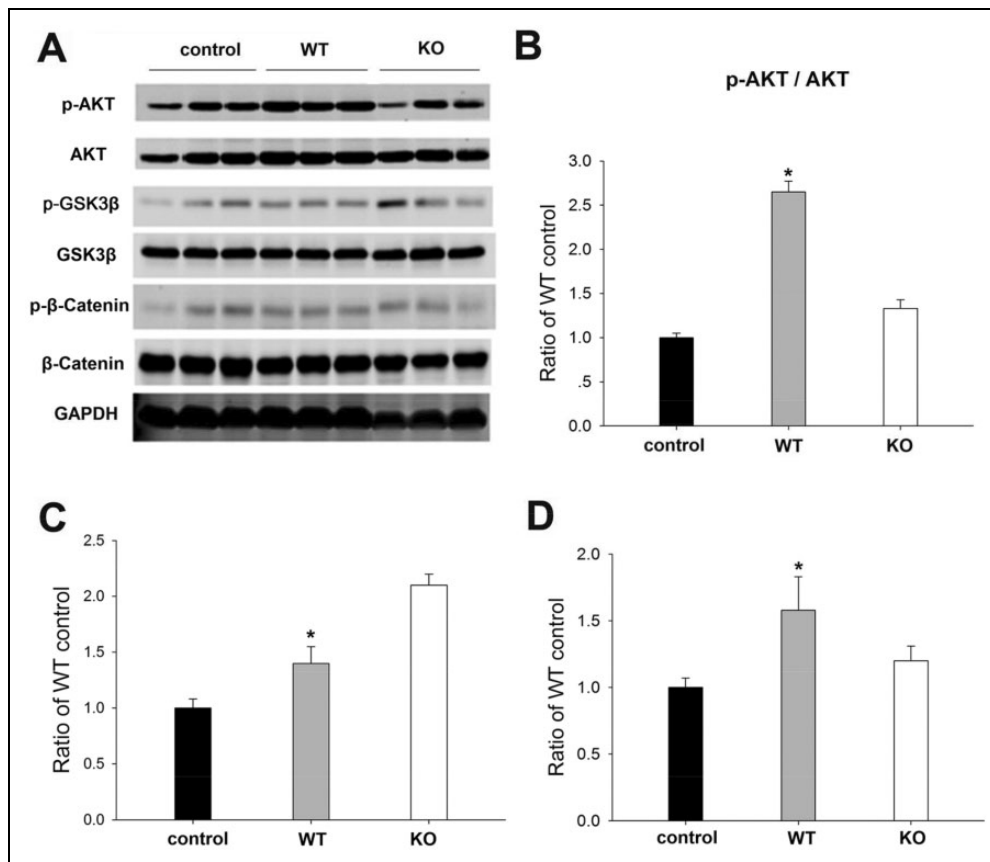 A
control WT KO
p-AKT
AKT
p-GSK3β
GSK3β
p-β-Catenin
β-Catenin
GAPDH
B
p-AKT / AKT
Ratio of WT control
3.0
2.5
2.0
1.5
1.0
.5
0.0
*
control WT KO
C
Ratio of WT control
2.5
2.0
1.5
1.0
0.5
0.0
*
control WT KO
D
Ratio of WT control
2.0
1.5
1.0
0.5
0.0
*
control WT KO